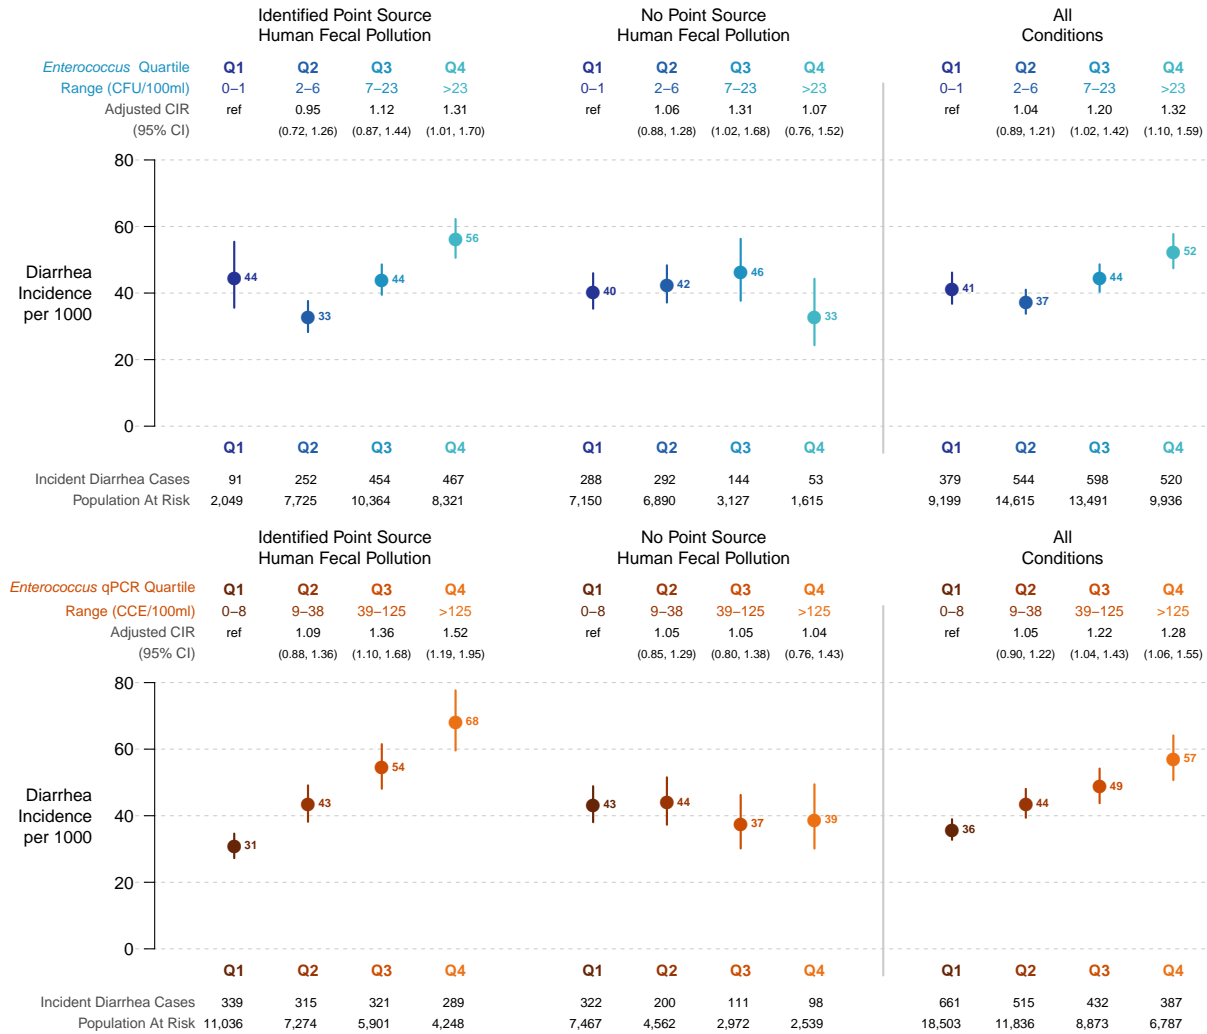 Identified Point Source
Human Fecal Pollution
No Point Source
Human Fecal Pollution
All
Conditions
Enterococcus Quartile Q1 Q2 Q3 Q4 Q1 Q2 Q3 Q4 Q1 Q2 Q3 Q4
Range (CFU/100ml) 0–1 2–6 7–23 >23 0–1 2–6 7–23 >23 0–1 2–6 7–23 >23
Adjusted CIR ref 0.95 1.12 1.31 ref 1.06 1.31 1.07 ref 1.04 1.20 1.32
(95% CI) (0.72, 1.26) (0.87, 1.44) (1.01, 1.70) (0.88, 1.28) (1.02, 1.68) (0.76, 1.52) (0.89, 1.21) (1.02, 1.42) (1.10, 1.59)
80
60
40
20
0
Diarrhea
Incidence
per 1000
44 33 44 56 40 42 46 33 41 37 44 52
Q1 Q2 Q3 Q4 Q1 Q2 Q3 Q4 Q1 Q2 Q3 Q4
Incident Diarrhea Cases 91 252 454 467 288 292 144 53 379 544 598 520
Population At Risk 2,049 7,725 10,364 8,321 7,150 6,890 3,127 1,615 9,199 14,615 13,491 9,936
Identified Point Source
Human Fecal Pollution
No Point Source
Human Fecal Pollution
All
Conditions
Enterococcus qPCR Quartile Q1 Q2 Q3 Q4 Q1 Q2 Q3 Q4 Q1 Q2 Q3 Q4
Range (CCE/100ml) 0–8 9–38 39–125 >125 0–8 9–38 39–125 >125 0–8 9–38 39–125 >125
Adjusted CIR ref 1.09 1.36 1.52 ref 1.05 1.05 1.04 ref 1.05 1.22 1.28
(95% CI) (0.88, 1.36) (1.10, 1.68) (1.19, 1.95) (0.85, 1.29) (0.80, 1.38) (0.76, 1.43) (0.90, 1.22) (1.04, 1.43) (1.06, 1.55)
80
60
40
20
0
Diarrhea
Incidence
per 1000
31 43 54 68 43 44 37 39 36 44 49 57
Q1 Q2 Q3 Q4 Q1 Q2 Q3 Q4 Q1 Q2 Q3 Q4
Incident Diarrhea Cases 339 315 321 289 322 200 111 98 661 515 432 387
Population At Risk 11,036 7,274 5,901 4,248 7,467 4,562 2,972 2,539 18,503 11,836 8,873 6,787